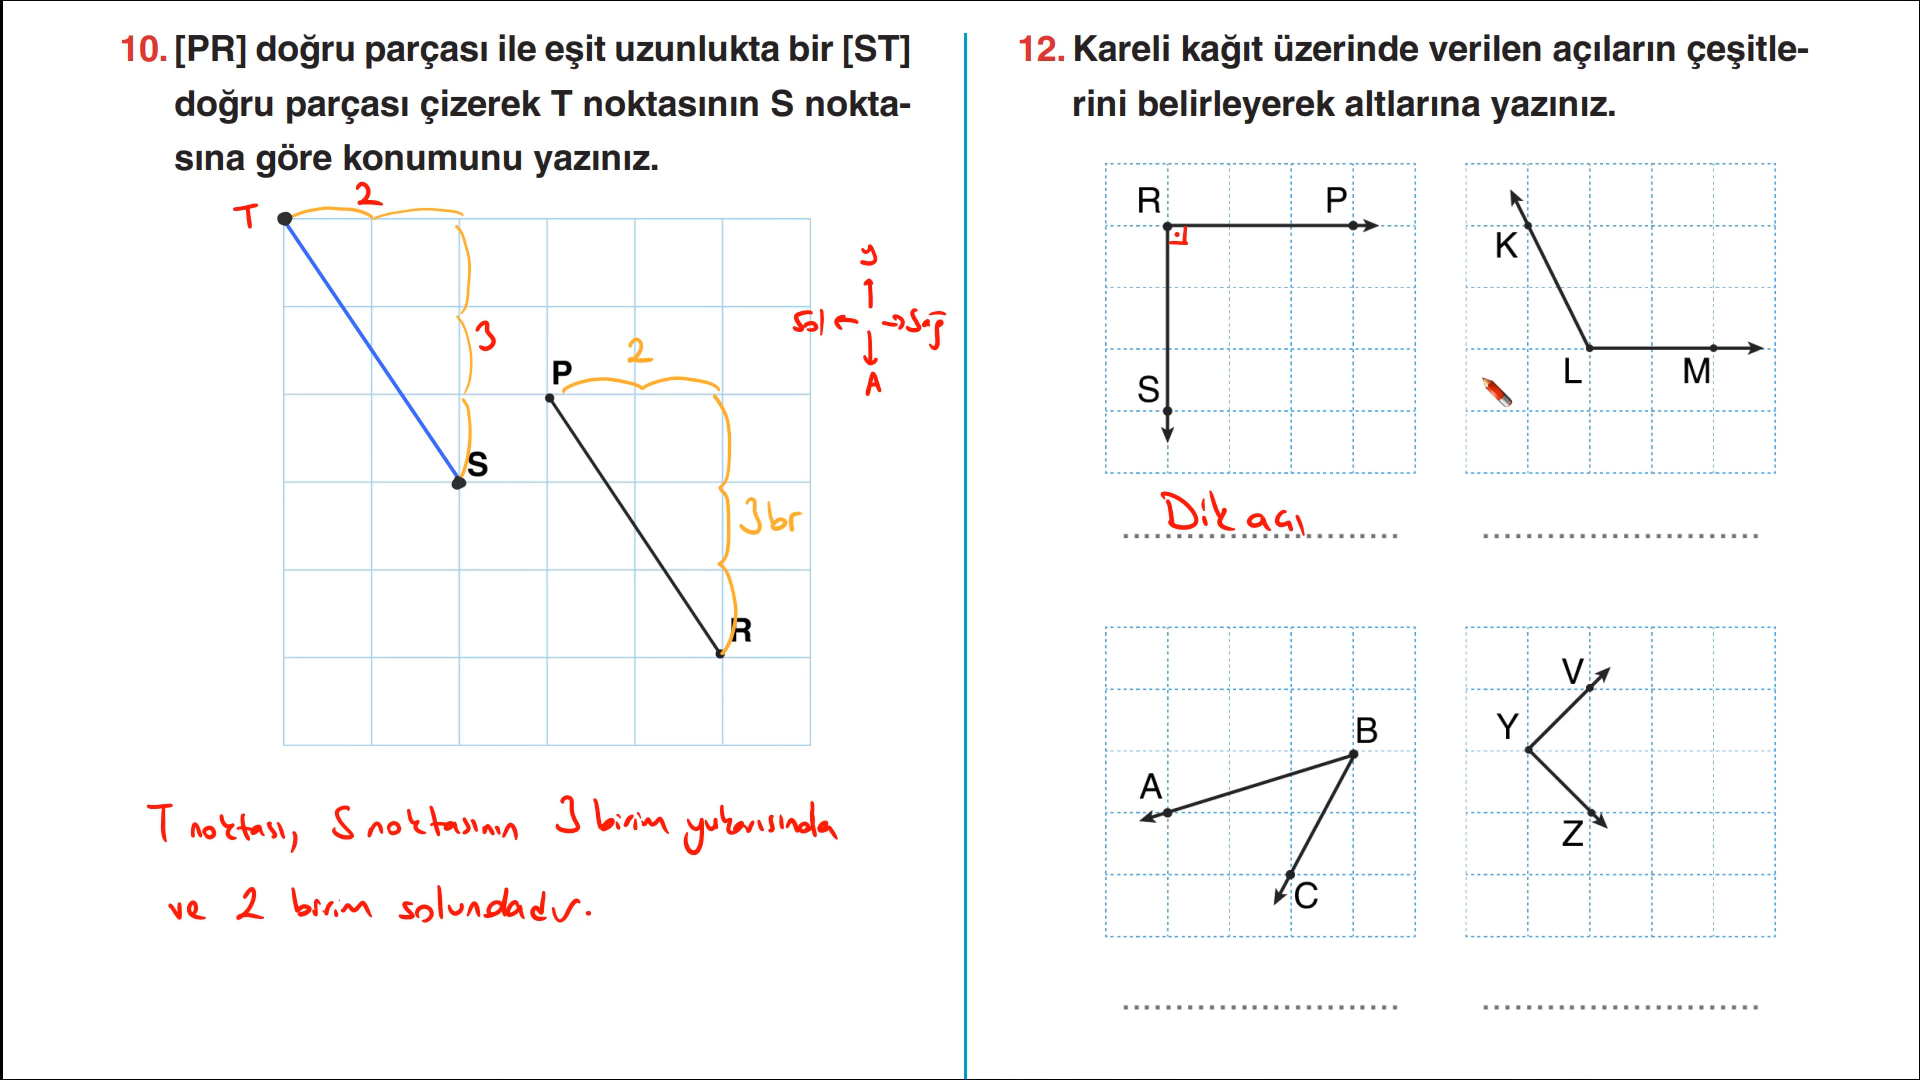 10. [PR] doğru parçası ile eşit uzunlukta bir [ST]
doğru parçası çizerek T noktasının S nokta-
sına göre konumunu yazınız.
T
2
3
S
P
2
3br
R
y
Sol
Sağ
A
T noktası, S noktasının 3 birim yukarısında
ve 2 birim solundadır.
12. Kareli kağıt üzerinde verilen açıların çeşitle-
rini belirleyerek altlarına yazınız.
R
P
S
Dik açı
K
L
M
A
B
C
V
Y
Z